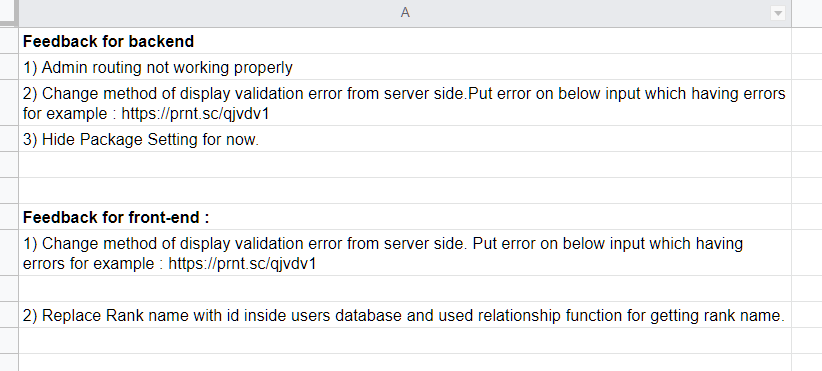 A
Feedback for backend
1) Admin routing not working properly
2) Change method of display validation error from server side.Put error on below input which having errors
for example : https://prnt.sc/qjvdv1
3) Hide Package Setting for now.
Feedback for front-end :
1) Change method of display validation error from server side. Put error on below input which having
errors for example : https://prnt.sc/qjvdv1
2) Replace Rank name with id inside users database and used relationship function for getting rank name.